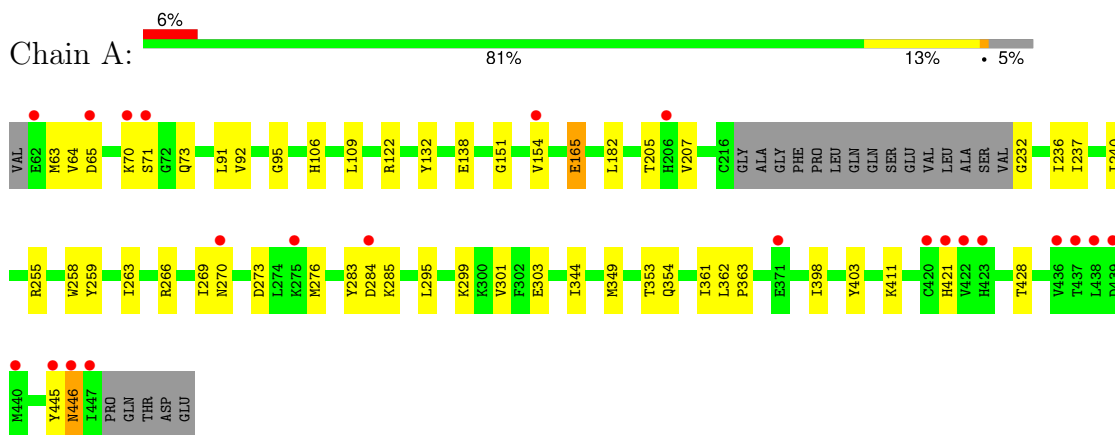 6%
Chain A:
81% 13% • 5%
VAL E62 M63 V64 D65 K70 S71 G72 Q73 L91 V92 G95 H106 L109 R122 Y132 E138 G151 V154 E165 L182 T205 H206 V207 C216 GLY ALA GLY PHE PRO LEU GLN GLN SER GLU VAL LEU ALA SER VAL G232 I236 I237
R255 W258 Y259 I263 R266 I269 N270 D273 L274 K275 M276 Y283 D284 K285 L295 K299 K300 V301 F302 E303 I344 M349 T353 Q354 I361 L362 P363 E371 I398 Y403 K411 C420 H421 V422 H423 T428 V436 T437 L438 D439
M440 Y445 N446 I447 PRO GLN THR ASP GLU